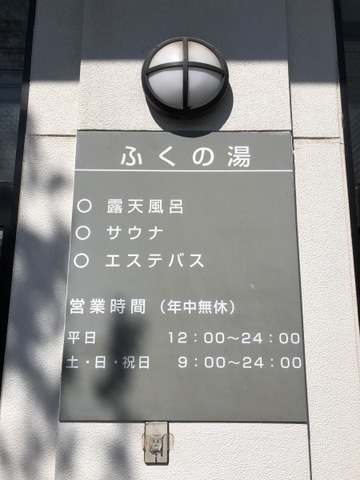 ふくの湯
○ 露天風呂
○ サウナ
○ エステバス
営業時間（年中無休）
平日 12：00～24：00
土・日・祝日 9：00～24：00